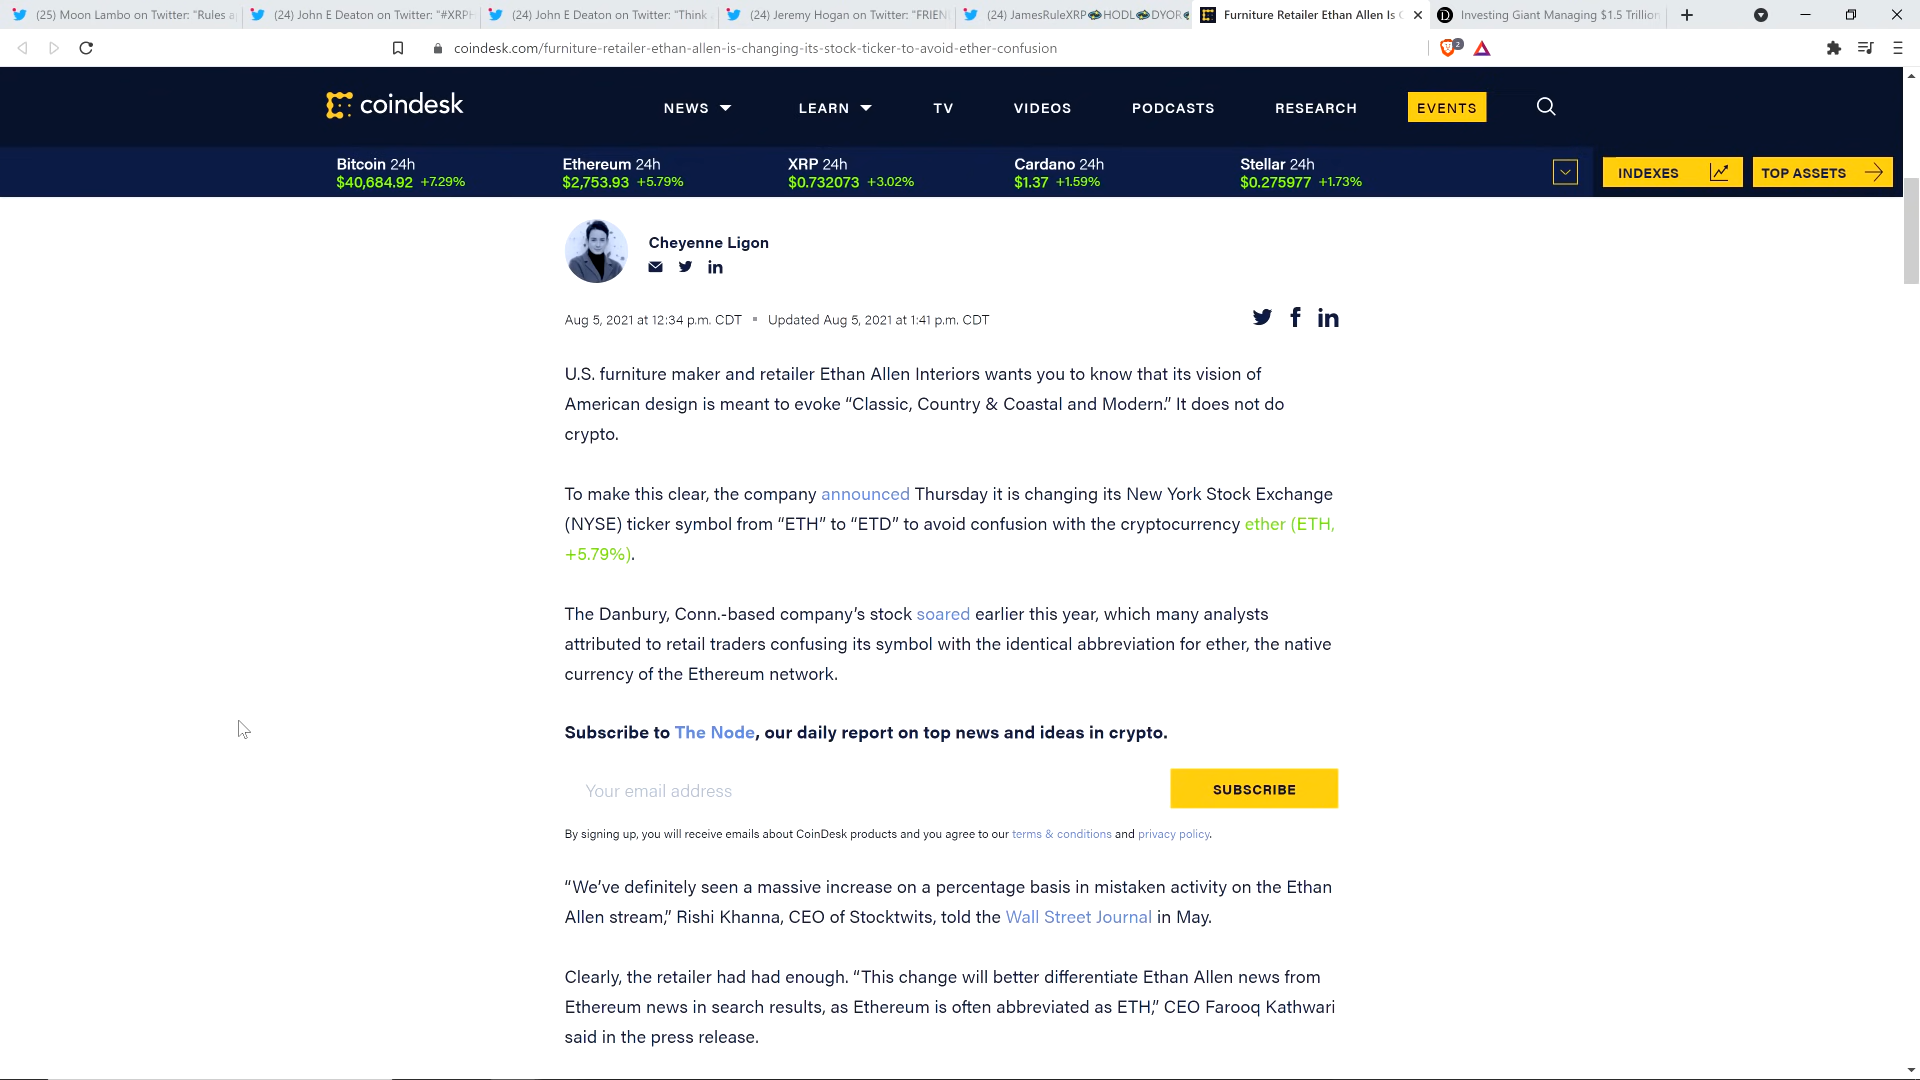 (25) Moon Lambo on Twitter: "Rules a
(24) John E Deaton on Twitter: "#XRPH
(24) John E Deaton on Twitter: "Think
(24) Jeremy Hogan on Twitter: "FRIEN
(24) JamesRuleXRP HODL DYOR
Furniture Retailer Ethan Allen Is C
Investing Giant Managing $1.5 Trillion
coindesk.com/furniture-retailer-ethan-allen-is-changing-its-stock-ticker-to-avoid-ether-confusion
2
coindesk
NEWS
LEARN
TV
VIDEOS
PODCASTS
RESEARCH
EVENTS
Bitcoin 24h
$40,684.92 +7.29%
Ethereum 24h
$2,753.93 +5.79%
XRP 24h
$0.732073 +3.02%
Cardano 24h
$1.37 +1.59%
Stellar 24h
$0.275977 +1.73%
INDEXES
TOP ASSETS
Cheyenne Ligon
Aug 5, 2021 at 12:34 p.m. CDT ▪ Updated Aug 5, 2021 at 1:41 p.m. CDT
U.S. furniture maker and retailer Ethan Allen Interiors wants you to know that its vision of
American design is meant to evoke “Classic, Country & Coastal and Modern.” It does not do
crypto.
To make this clear, the company announced Thursday it is changing its New York Stock Exchange
(NYSE) ticker symbol from “ETH” to “ETD” to avoid confusion with the cryptocurrency ether (ETH,
+5.79%).
The Danbury, Conn.-based company’s stock soared earlier this year, which many analysts
attributed to retail traders confusing its symbol with the identical abbreviation for ether, the native
currency of the Ethereum network.
Subscribe to The Node, our daily report on top news and ideas in crypto.
Your email address
SUBSCRIBE
By signing up, you will receive emails about CoinDesk products and you agree to our terms & conditions and privacy policy.
“We’ve definitely seen a massive increase on a percentage basis in mistaken activity on the Ethan
Allen stream,” Rishi Khanna, CEO of Stocktwits, told the Wall Street Journal in May.
Clearly, the retailer had had enough. “This change will better differentiate Ethan Allen news from
Ethereum news in search results, as Ethereum is often abbreviated as ETH,” CEO Farooq Kathwari
said in the press release.